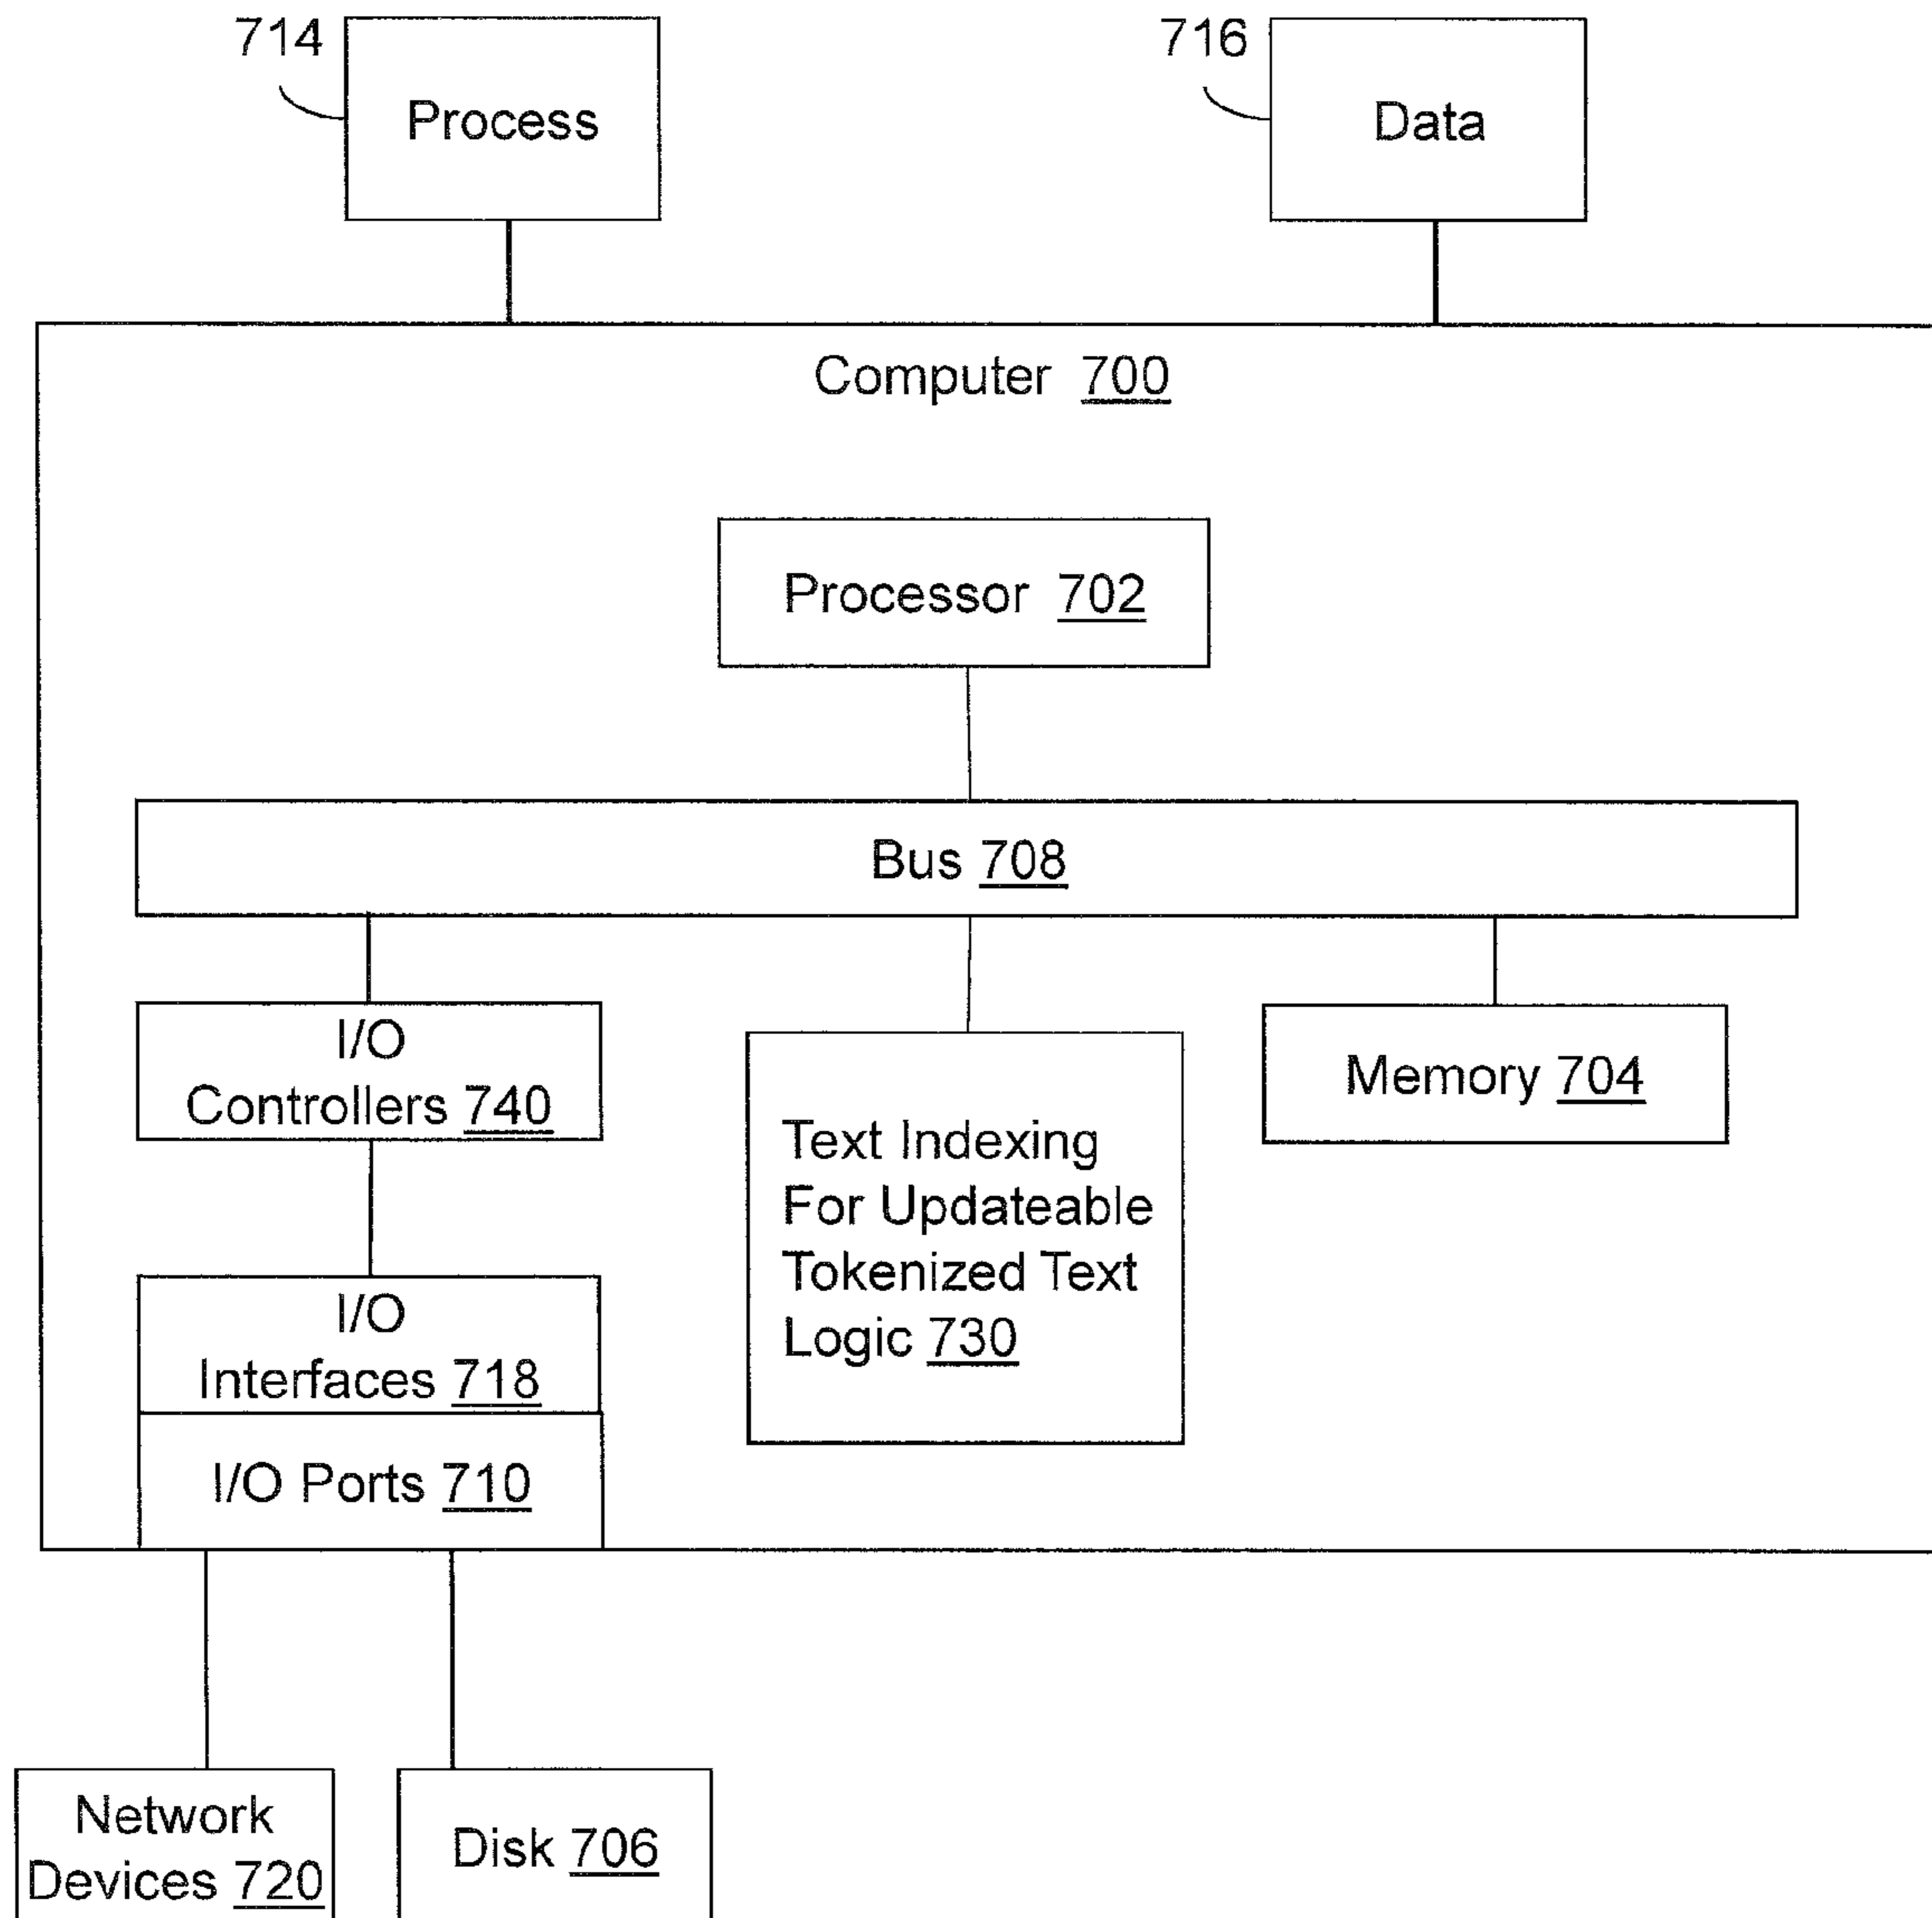 714
Process
716
Data
Computer 700
Processor 702
Bus 708
I/O
Controllers 740
Text Indexing
For Updateable
Tokenized Text
Logic 730
Memory 704
I/O
Interfaces 718
I/O Ports 710
Network
Devices 720
Disk 706